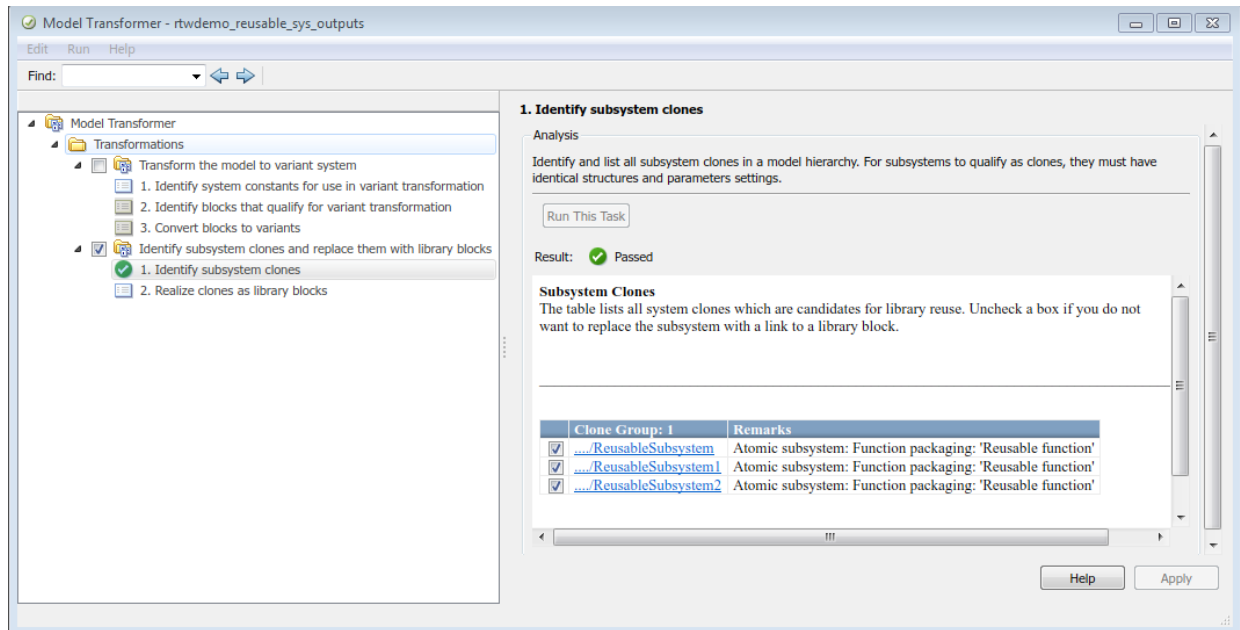 Model Transformer - rtwdemo_reusable_sys_outputs
Edit Run Help
Find:
Model Transformer
Transformations
Transform the model to variant system
1. Identify system constants for use in variant transformation
2. Identify blocks that qualify for variant transformation
3. Convert blocks to variants
Identify subsystem clones and replace them with library blocks
1. Identify subsystem clones
2. Realize clones as library blocks
1. Identify subsystem clones
Analysis
Identify and list all subsystem clones in a model hierarchy. For subsystems to qualify as clones, they must have
identical structures and parameters settings.
Run This Task
Result: Passed
Subsystem Clones
The table lists all system clones which are candidates for library reuse. Uncheck a box if you do not
want to replace the subsystem with a link to a library block.
Clone Group: 1 Remarks
..../ReusableSubsystem Atomic subsystem: Function packaging: 'Reusable function'
..../ReusableSubsystem1 Atomic subsystem: Function packaging: 'Reusable function'
..../ReusableSubsystem2 Atomic subsystem: Function packaging: 'Reusable function'
Help Apply